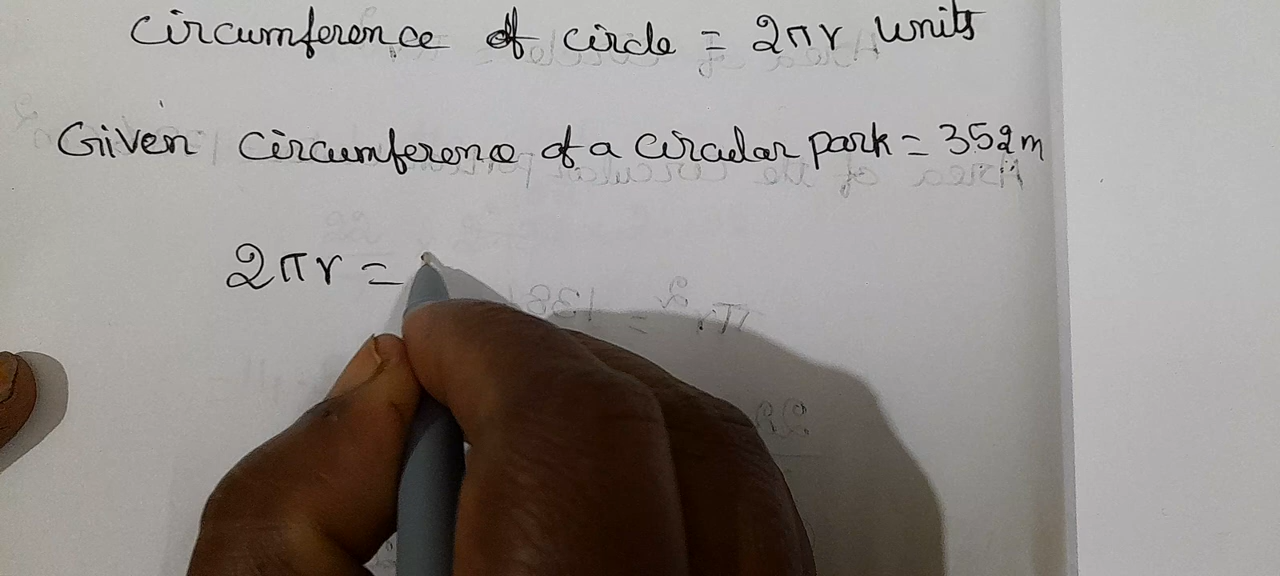 Circumference of circle = 2πr units
Given Circumference of a circular park = 352m
2πr =